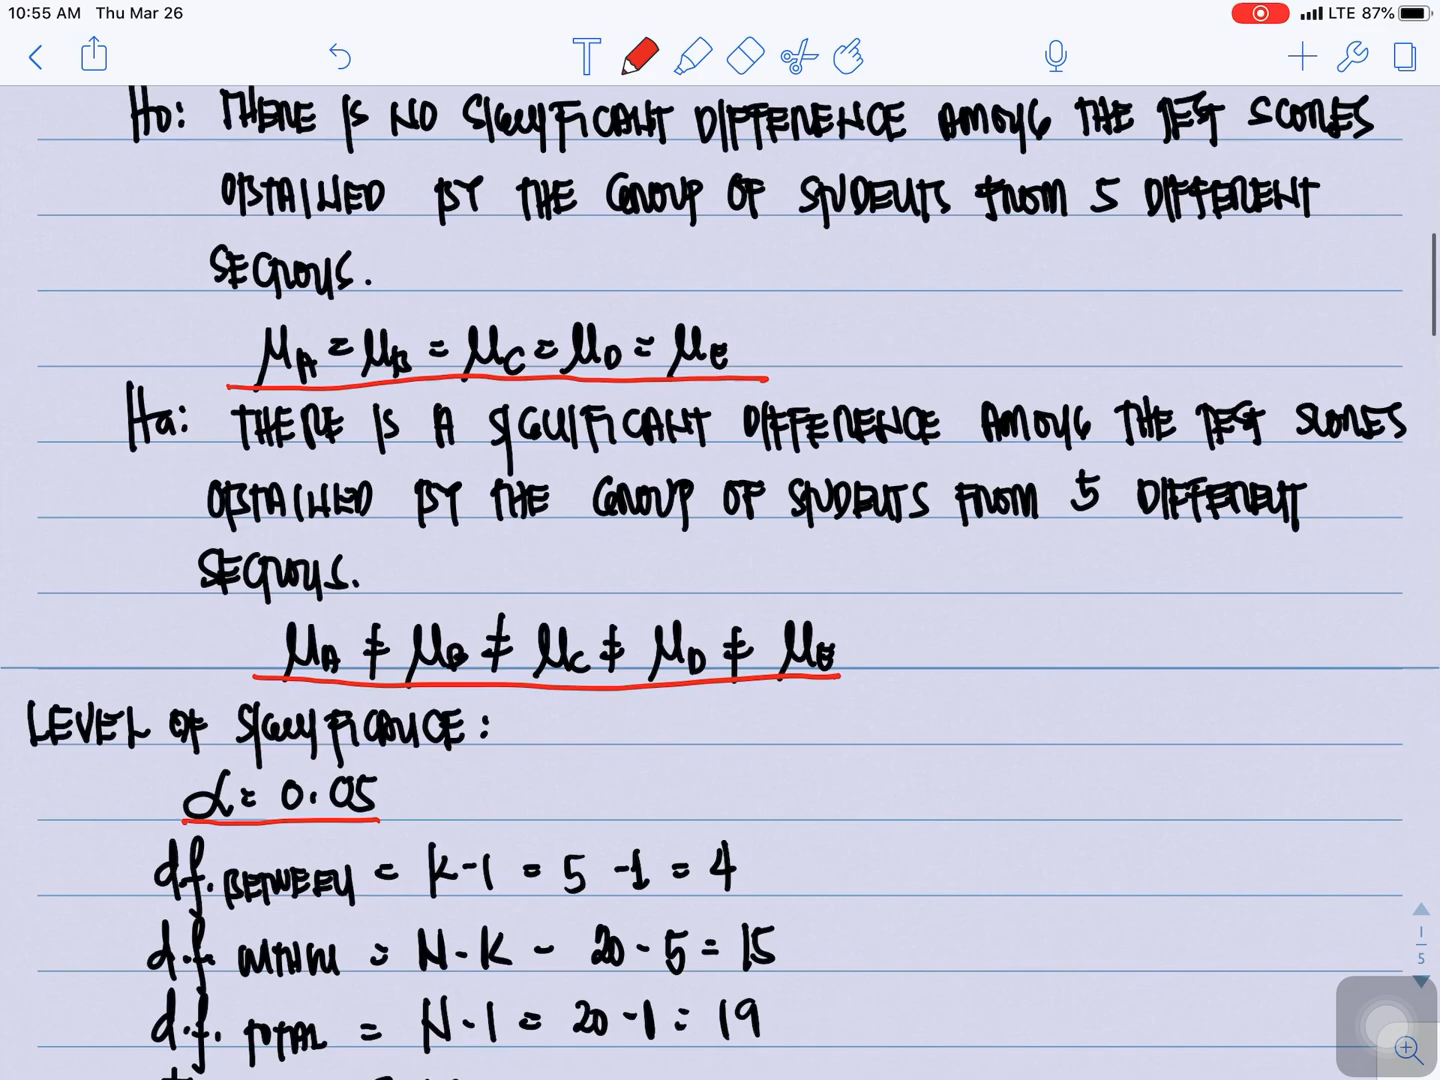 10:55 AM Thu Mar 26
LTE 87%
T
Ho: THERE IS NO SIGNIFICANT DIFFERENCE AMONG THE TEST SCORES
OBTAINED BY THE GROUP OF STUDENTS FROM 5 DIFFERENT
SECTIONS.
μA = μB = μC = μD = μE
Ha: THERE IS A SIGNIFICANT DIFFERENCE AMONG THE TEST SCORES
OBTAINED BY THE GROUP OF STUDENTS FROM 5 DIFFERENT
SECTIONS.
μA ≠ μB ≠ μC ≠ μD ≠ μE
LEVEL OF SIGNIFICANCE:
α = 0.05
df. BETWEEN = K-1 = 5 -1 = 4
d.f. WITHIN = N-K - 20-5 = 15
d.f. TOTAL = N-1 = 20-1 = 19
1
5